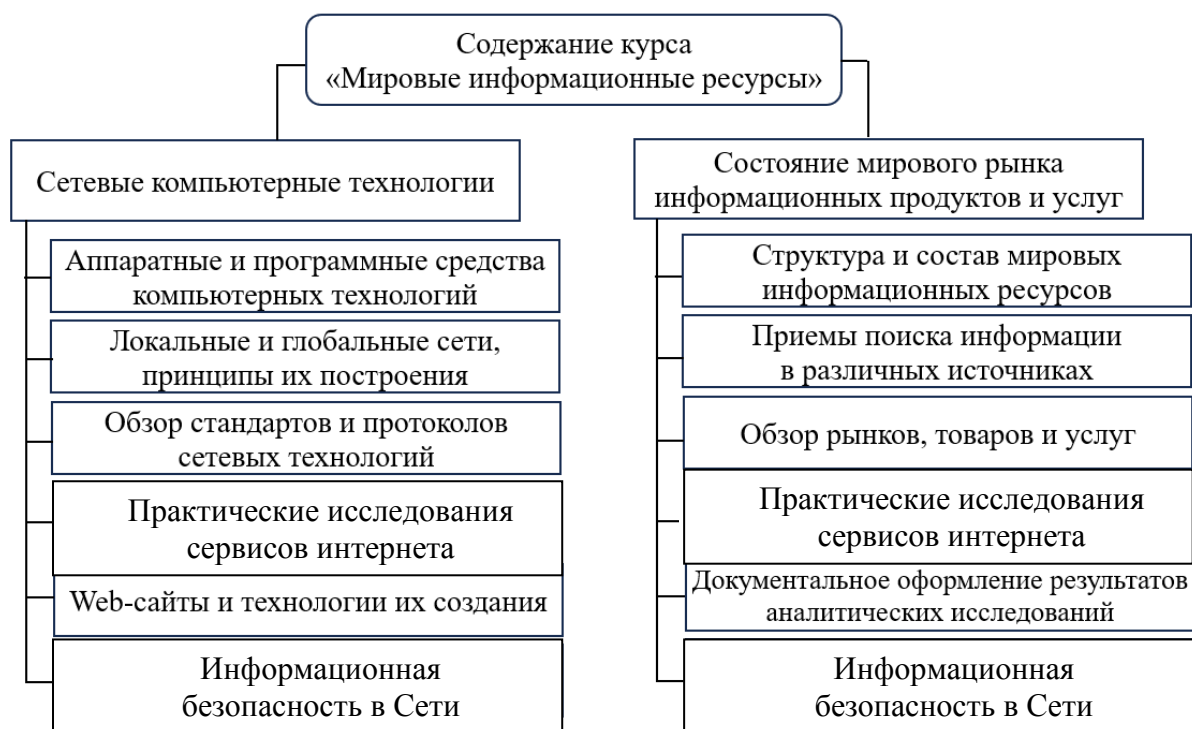 Содержание курса
«Мировые информационные ресурсы»
Сетевые компьютерные технологии
Аппаратные и программные средства
компьютерных технологий
Локальные и глобальные сети,
принципы их построения
Обзор стандартов и протоколов
сетевых технологий
Практические исследования
сервисов интернета
Web-сайты и технологии их создания
Информационная
безопасность в Сети
Состояние мирового рынка
информационных продуктов и услуг
Структура и состав мировых
информационных ресурсов
Приемы поиска информации
в различных источниках
Обзор рынков, товаров и услуг
Практические исследования
сервисов интернета
Документальное оформление результатов
аналитических исследований
Информационная
безопасность в Сети